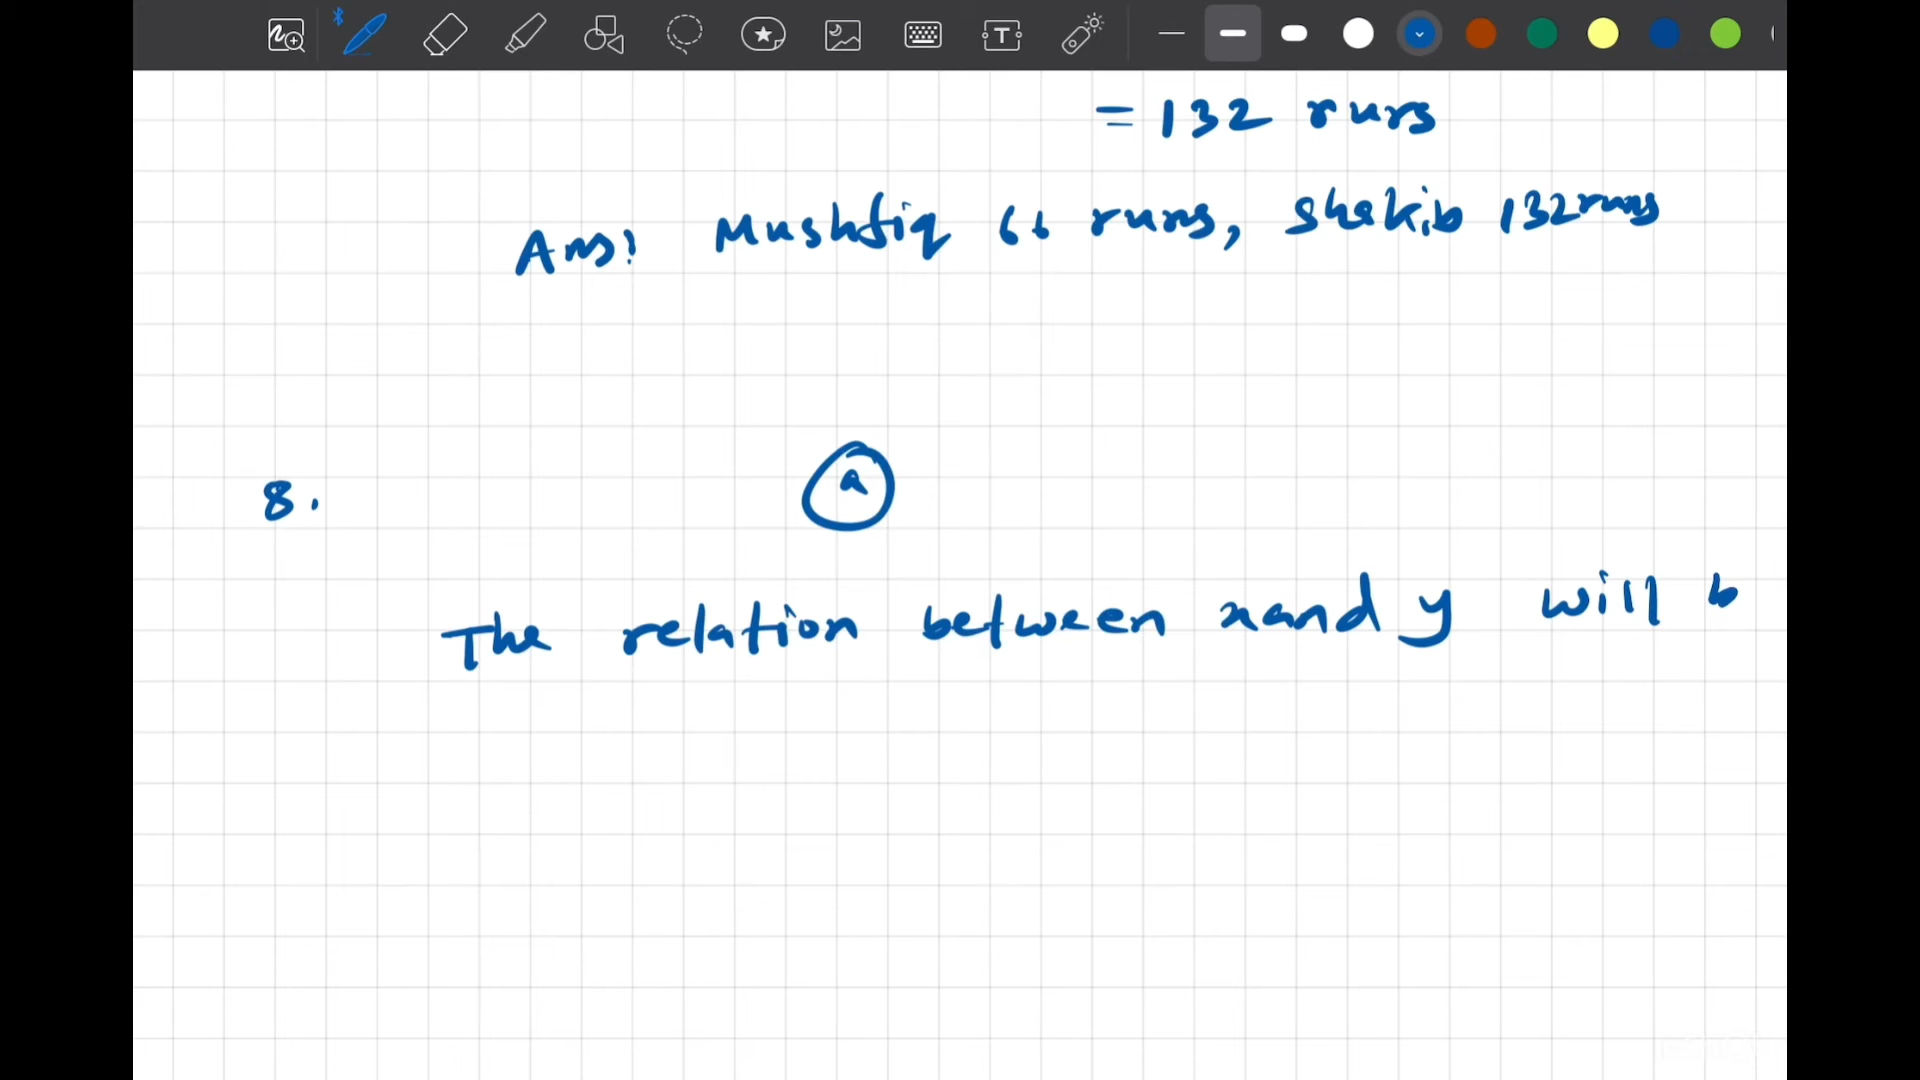 = 132 runs
Ans: Mushfiq 66 runs, Shakib 132 runs
8. a
The relation between x and y will b